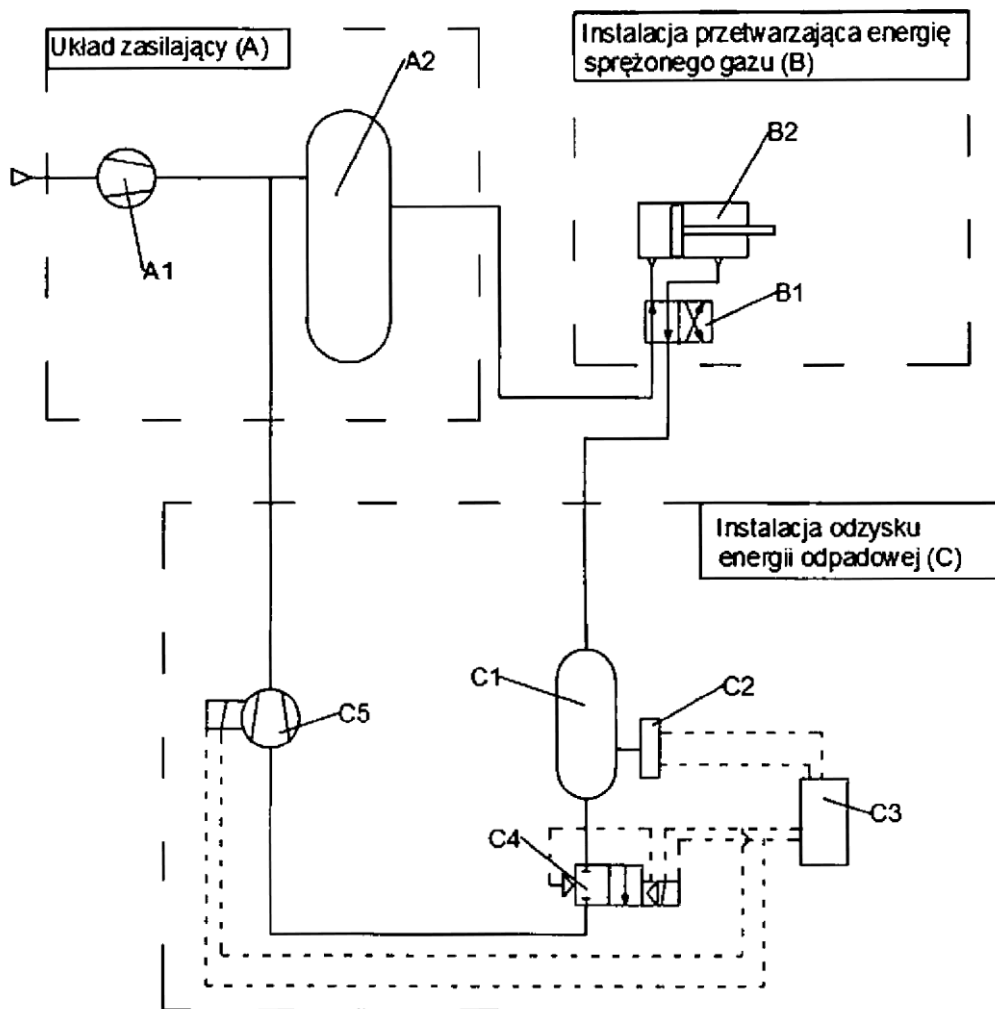 Układ zasilający (A)
Instalacja przetwarzająca energię
sprężonego gazu (B)
A2
B2
A1
B1
Instalacja odzysku
energii odpadowej (C)
C1
C2
C5
C3
C4